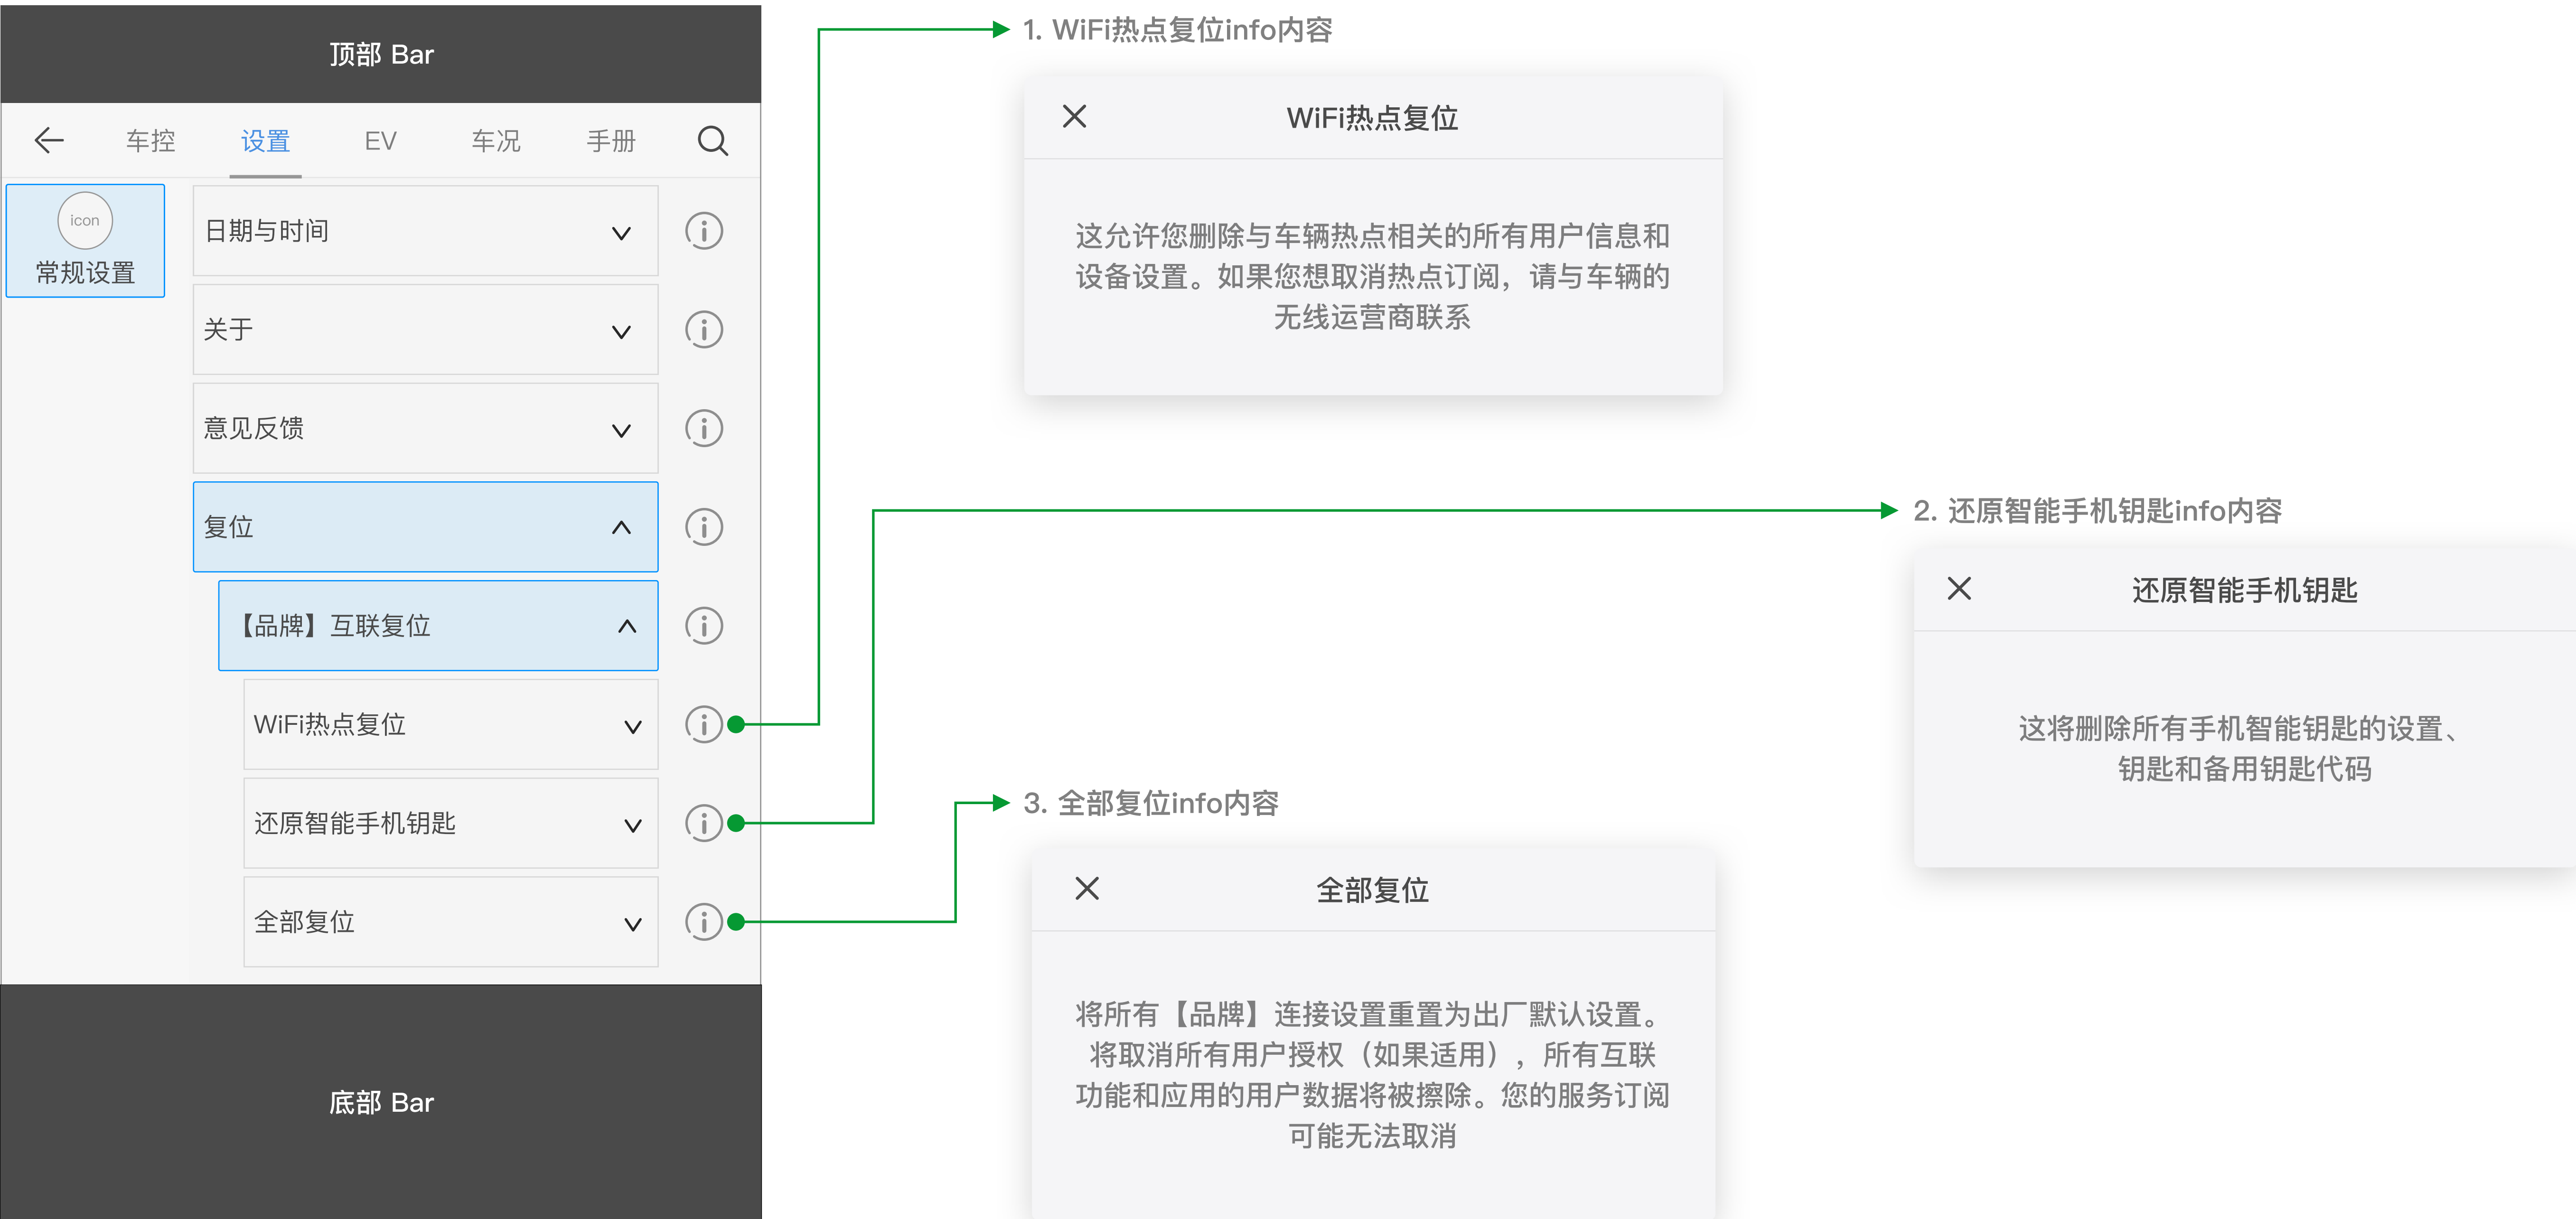 顶部 Bar
车控 设置 EV 车况 手册
icon
常规设置
日期与时间
关于
意见反馈
复位
【品牌】互联复位
WiFi热点复位
还原智能手机钥匙
全部复位
底部 Bar
1. WiFi热点复位info内容
WiFi热点复位
这允许您删除与车辆热点相关的所有用户信息和
设备设置。如果您想取消热点订阅，请与车辆的
无线运营商联系
2. 还原智能手机钥匙info内容
还原智能手机钥匙
这将删除所有手机智能钥匙的设置、
钥匙和备用钥匙代码
3. 全部复位info内容
全部复位
将所有【品牌】连接设置重置为出厂默认设置。
将取消所有用户授权（如果适用），所有互联
功能和应用的用户数据将被擦除。您的服务订阅
可能无法取消